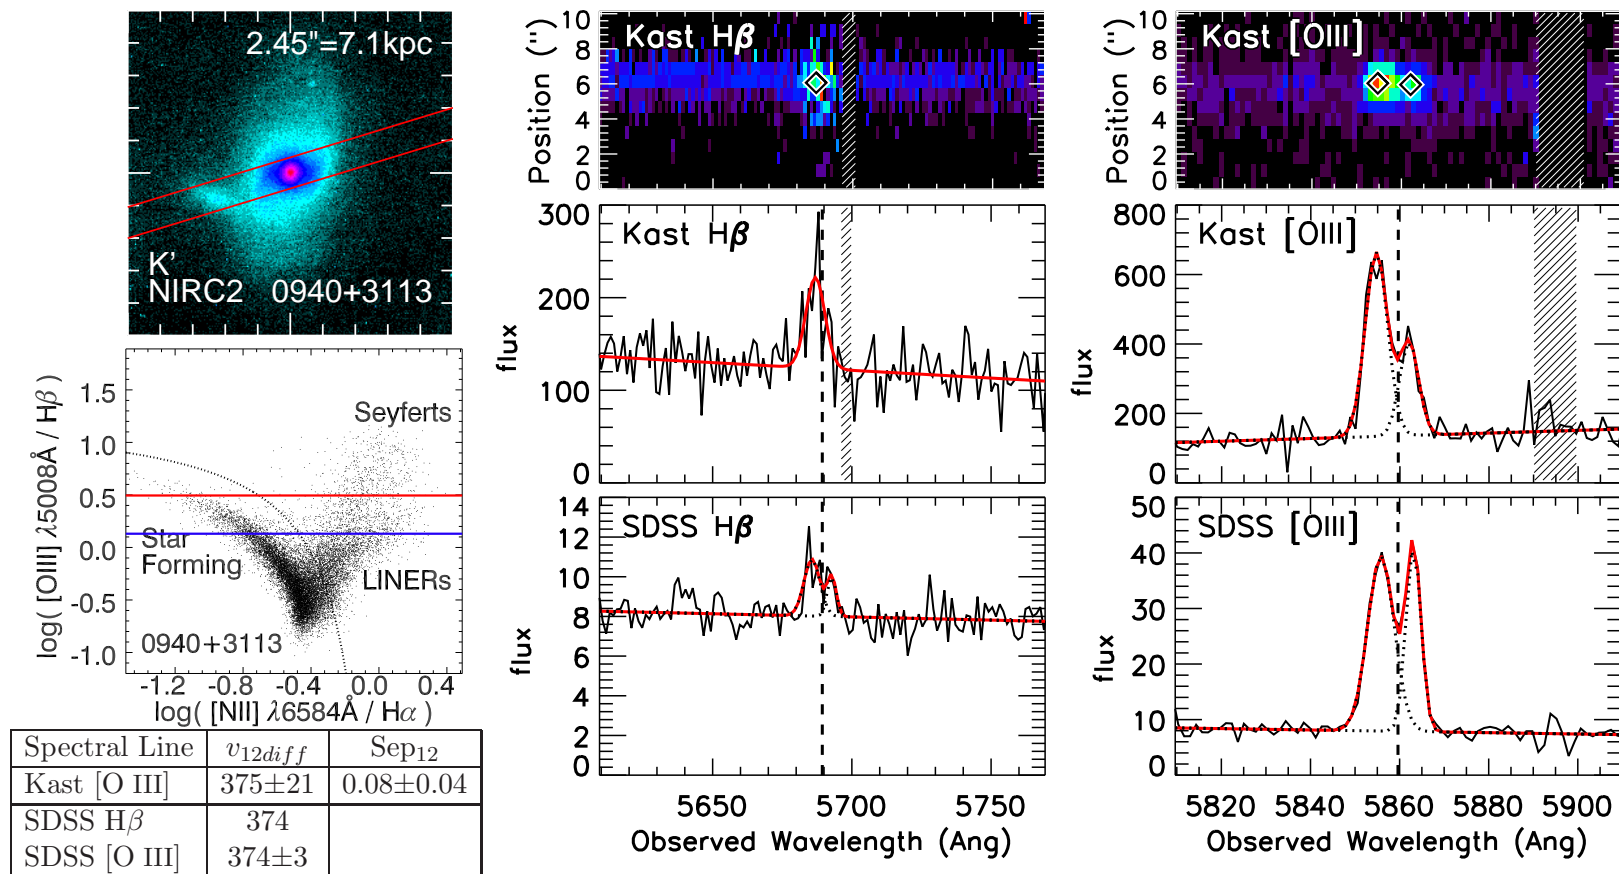 2.45"=7.1kpc
K'
NIRC2 0940+3113
log( [OIII] λ5008Å / Hβ )
1.5
1.0
0.5
0.0
-0.5
-1.0
Seyferts
Star
Forming
LINERs
0940+3113
-1.2 -0.8 -0.4 0.0 0.4
log( [NII] λ6584Å / Hα )
Spectral Line v12diff Sep12
Kast [O III] 375±21 0.08±0.04
SDSS Hβ 374
SDSS [O III] 374±3
Position (")
10
8
6
4
2
0
Kast Hβ
flux
300
200
100
0
Kast Hβ
flux
14
12
10
8
6
4
2
0
SDSS Hβ
5650 5700 5750
Observed Wavelength (Ang)
Position (")
10
8
6
4
2
0
Kast [OIII]
flux
800
600
400
200
0
Kast [OIII]
flux
50
40
30
20
10
0
SDSS [OIII]
5820 5840 5860 5880 5900
Observed Wavelength (Ang)